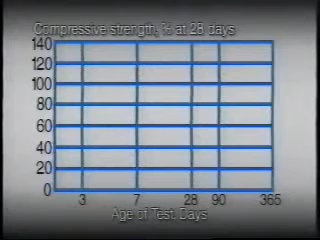 Compressive strength, % at 28 days
140
120
100
80
60
40
20
0
3 7 28 90 365
Age of Test, Days